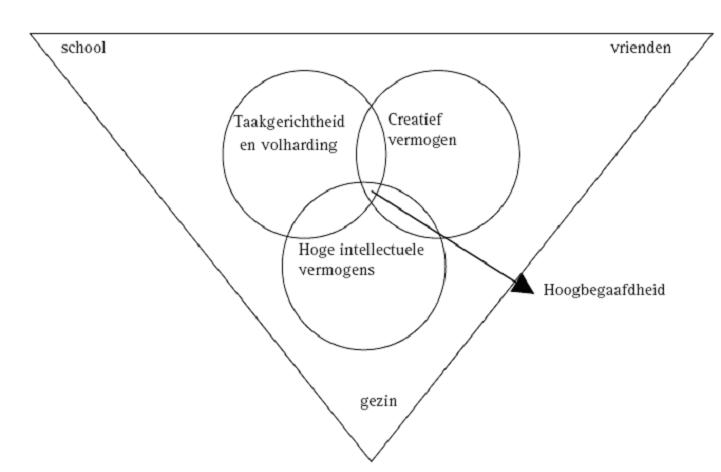 school
vrienden
Taakgerichtheid
en volharding
Creatief
vermogen
Hoge intellectuele
vermogens
Hoogbegaafdheid
gezin